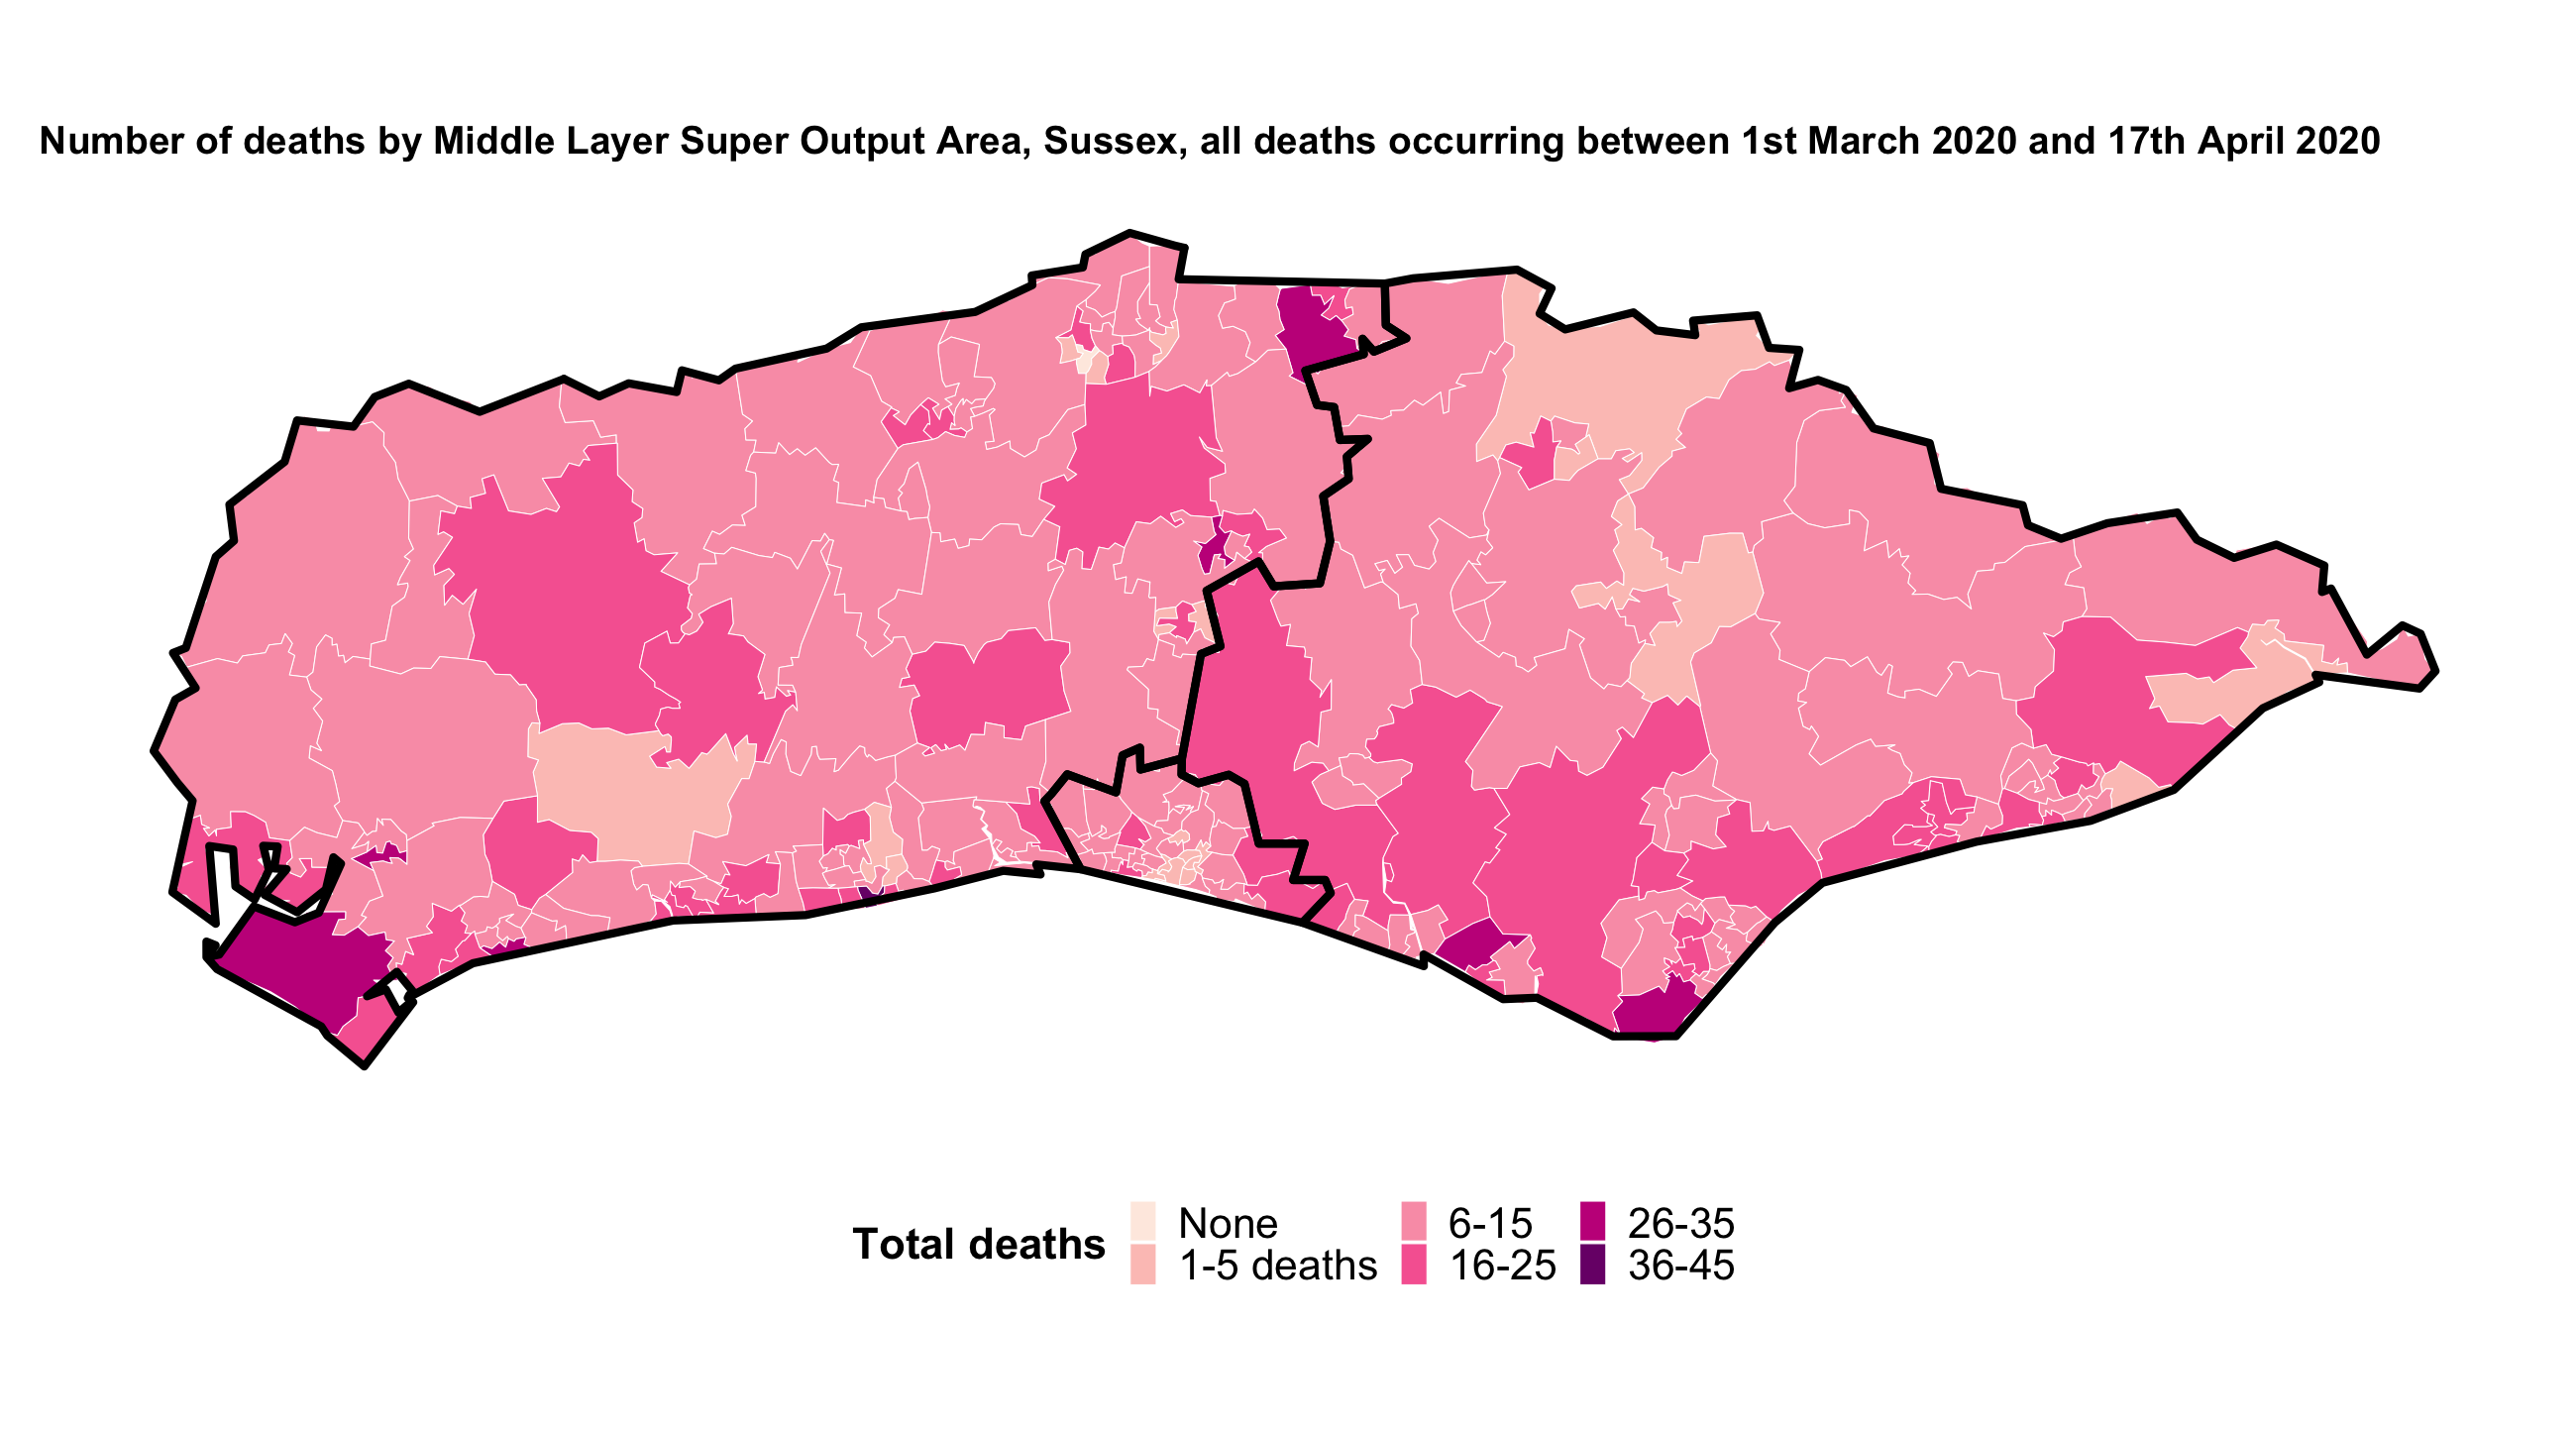 Number of deaths by Middle Layer Super Output Area, Sussex, all deaths occurring between 1st March 2020 and 17th April 2020
Total deaths
None
1-5 deaths
6-15
16-25
26-35
36-45